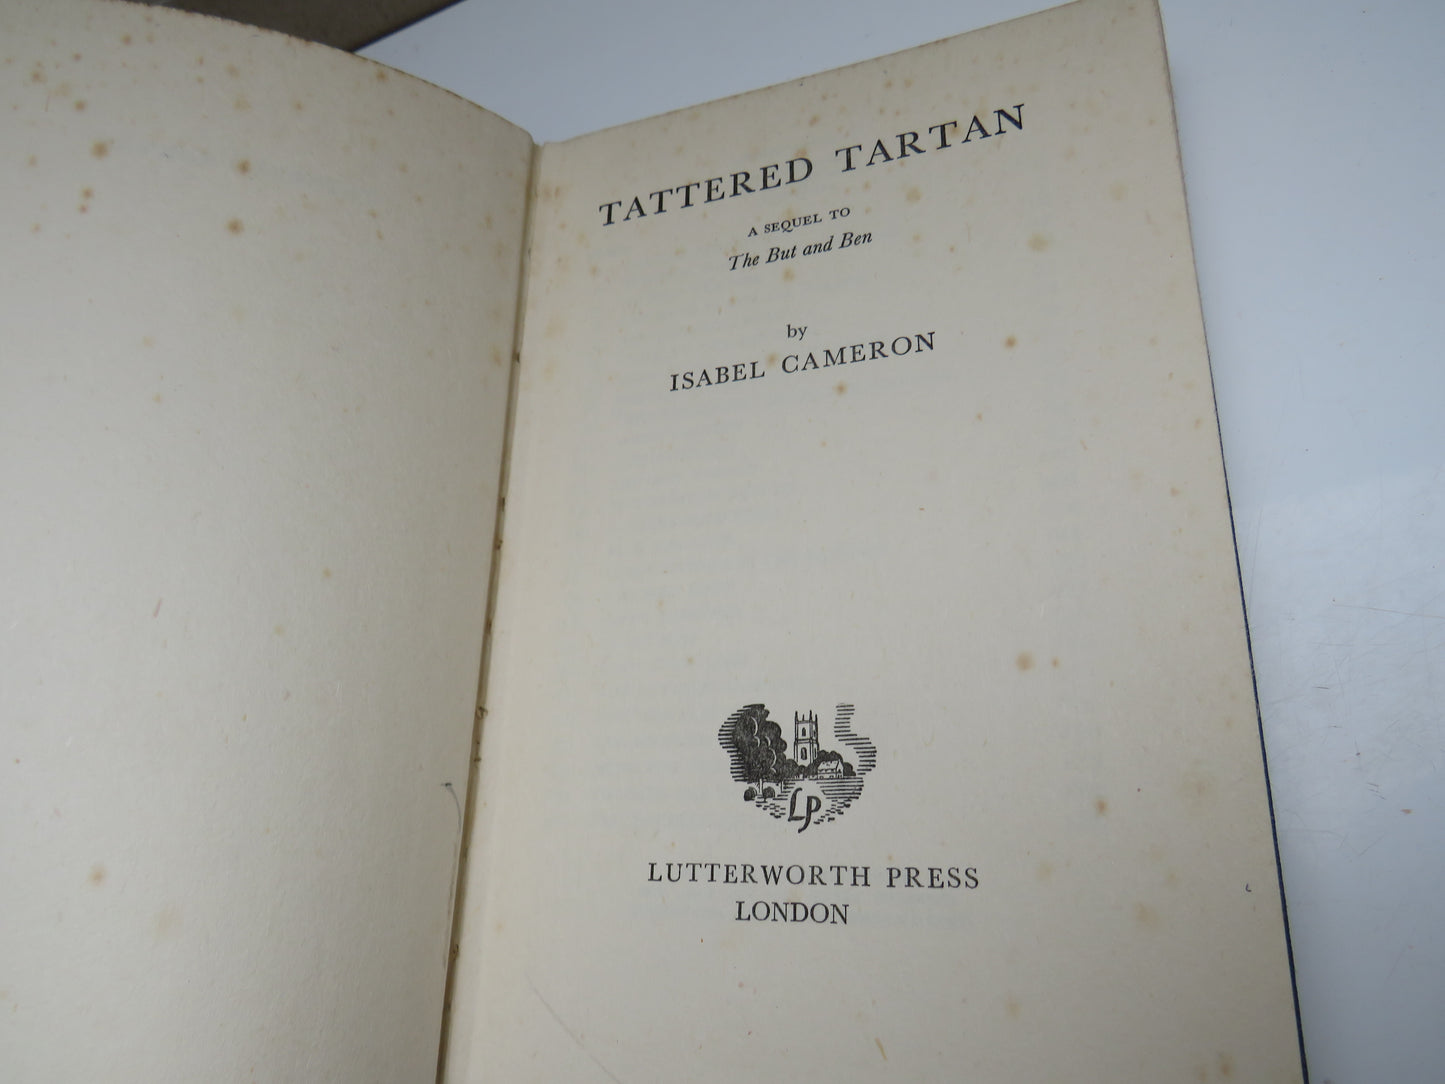 TATTERED TARTAN
A SEQUEL TO
The But and Ben
by
ISABEL CAMERON
LP
LUTTERWORTH PRESS
LONDON